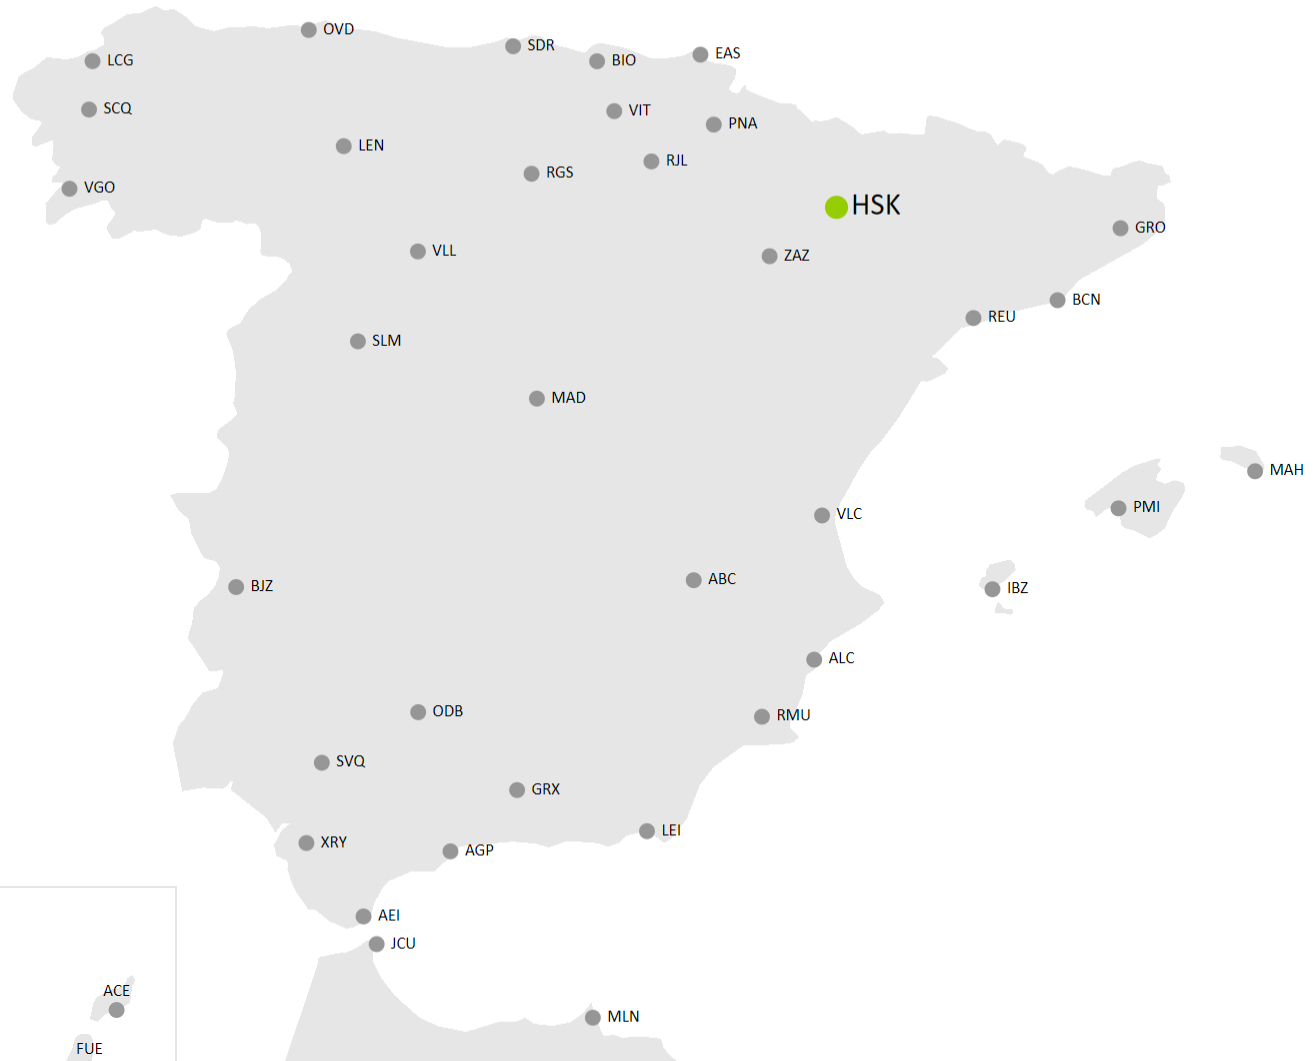 OVD
SDR
EAS
LCG
BIO
SCQ
VIT
PNA
LEN
RJL
RGS
VGO
HSK
GRO
VLL
ZAZ
BCN
REU
SLM
MAD
MAH
PMI
VLC
ABC
BJZ
IBZ
ALC
ODB
RMU
SVQ
GRX
LEI
XRY
AGP
AEI
JCU
ACE
MLN
FUE